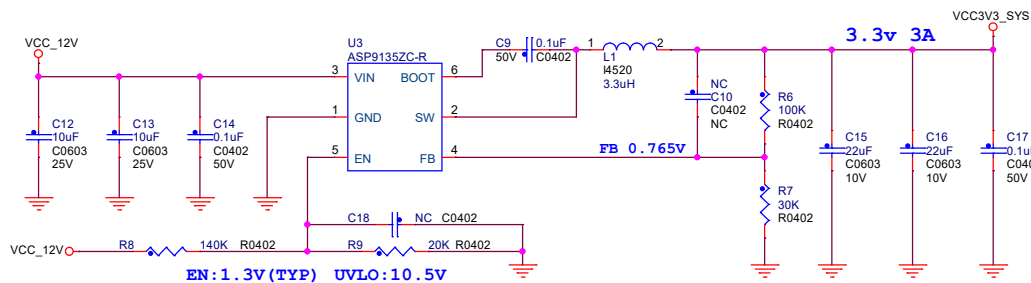 VCC3V3_SYS
VCC_12V
U3
ASP9135ZC-R
C9
50V
0.1uF
C0402
1
2
L1
I4520
3.3uH
3.3v 3A
3 VIN BOOT 6
1 GND SW 2
5 EN FB 4
FB 0.765V
C12
10uF
C0603
25V
C13
10uF
C0603
25V
C14
0.1uF
C0402
50V
NC
C10
C0402
NC
R6
100K
R0402
R7
30K
R0402
C15
22uF
C0603
10V
C16
22uF
C0603
10V
C17
0.1u
C040
50V
C18 NC C0402
VCC_12V R8 140K R0402 R9 20K R0402
EN:1.3V(TYP) UVLO:10.5V